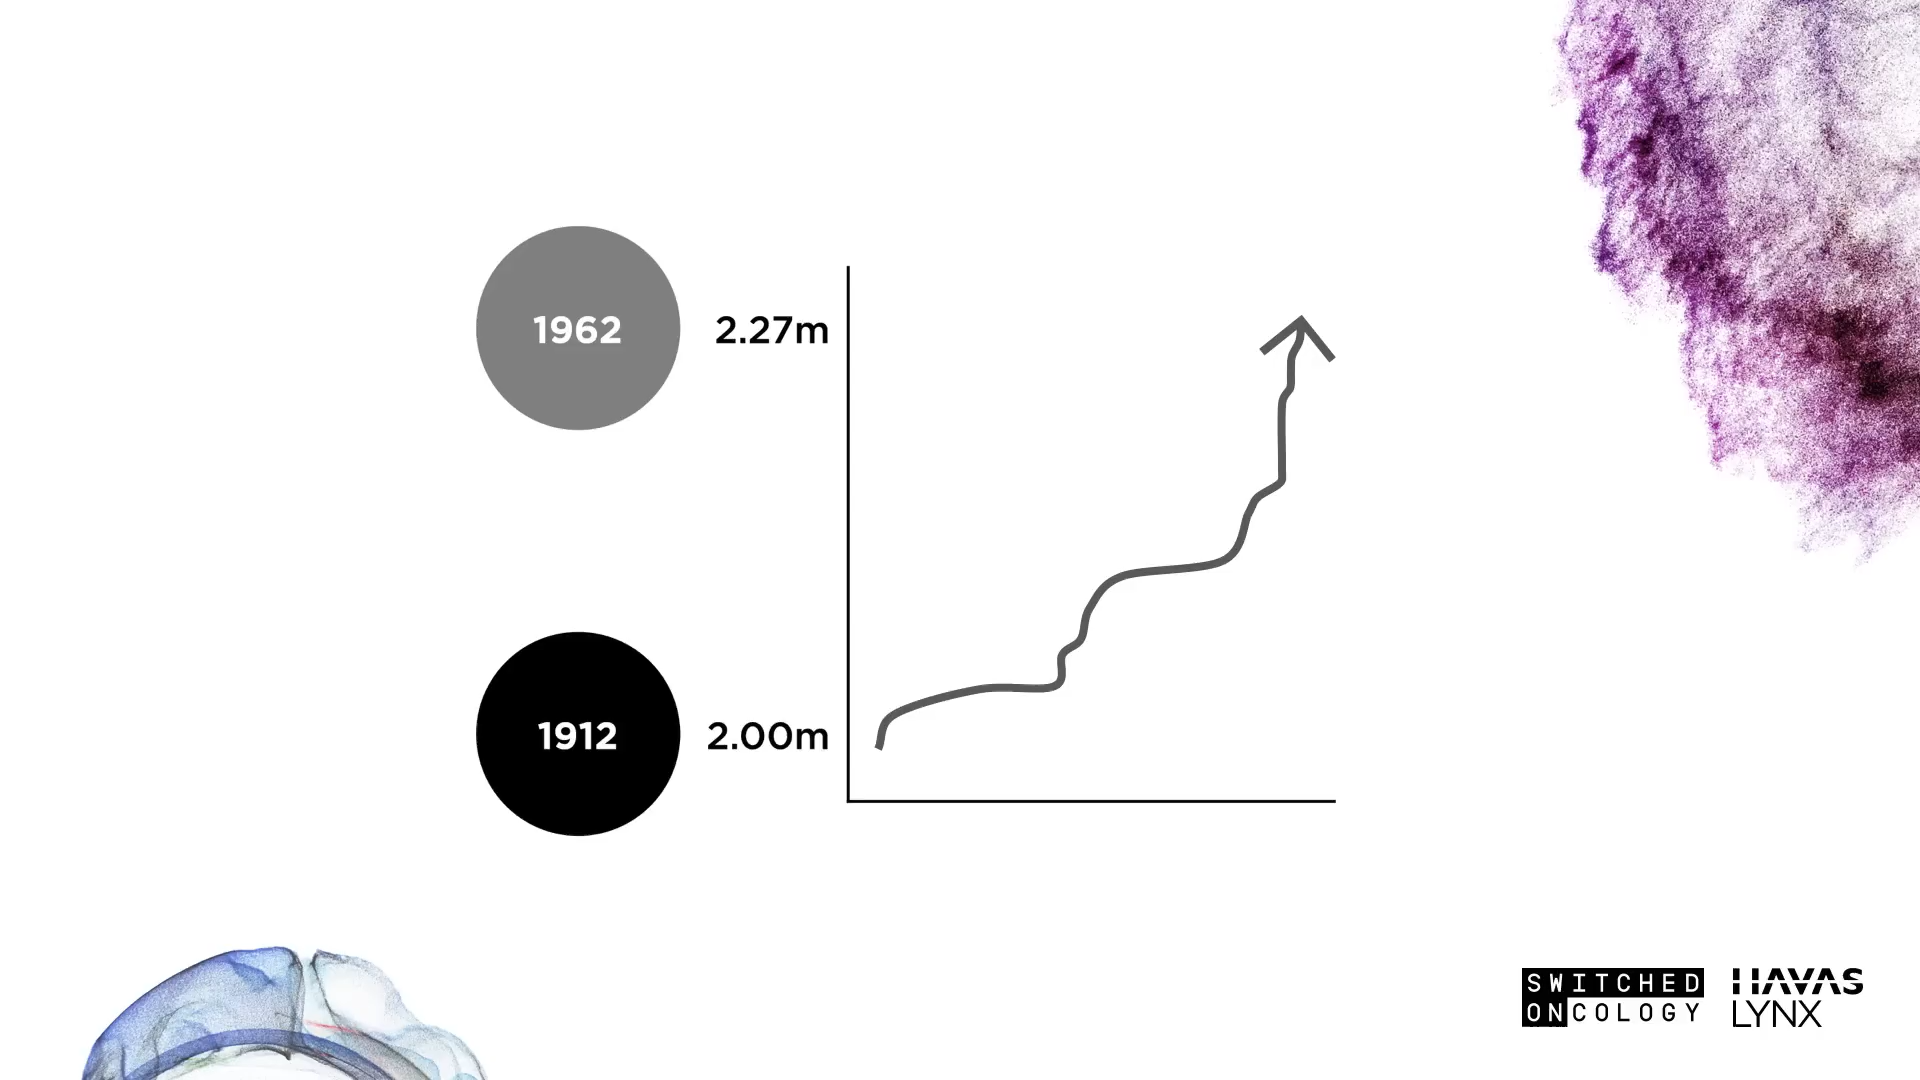 1962
2.27m
1912
2.00m
SWITCHED
ONCOLOGY
HAVAS
LYNX